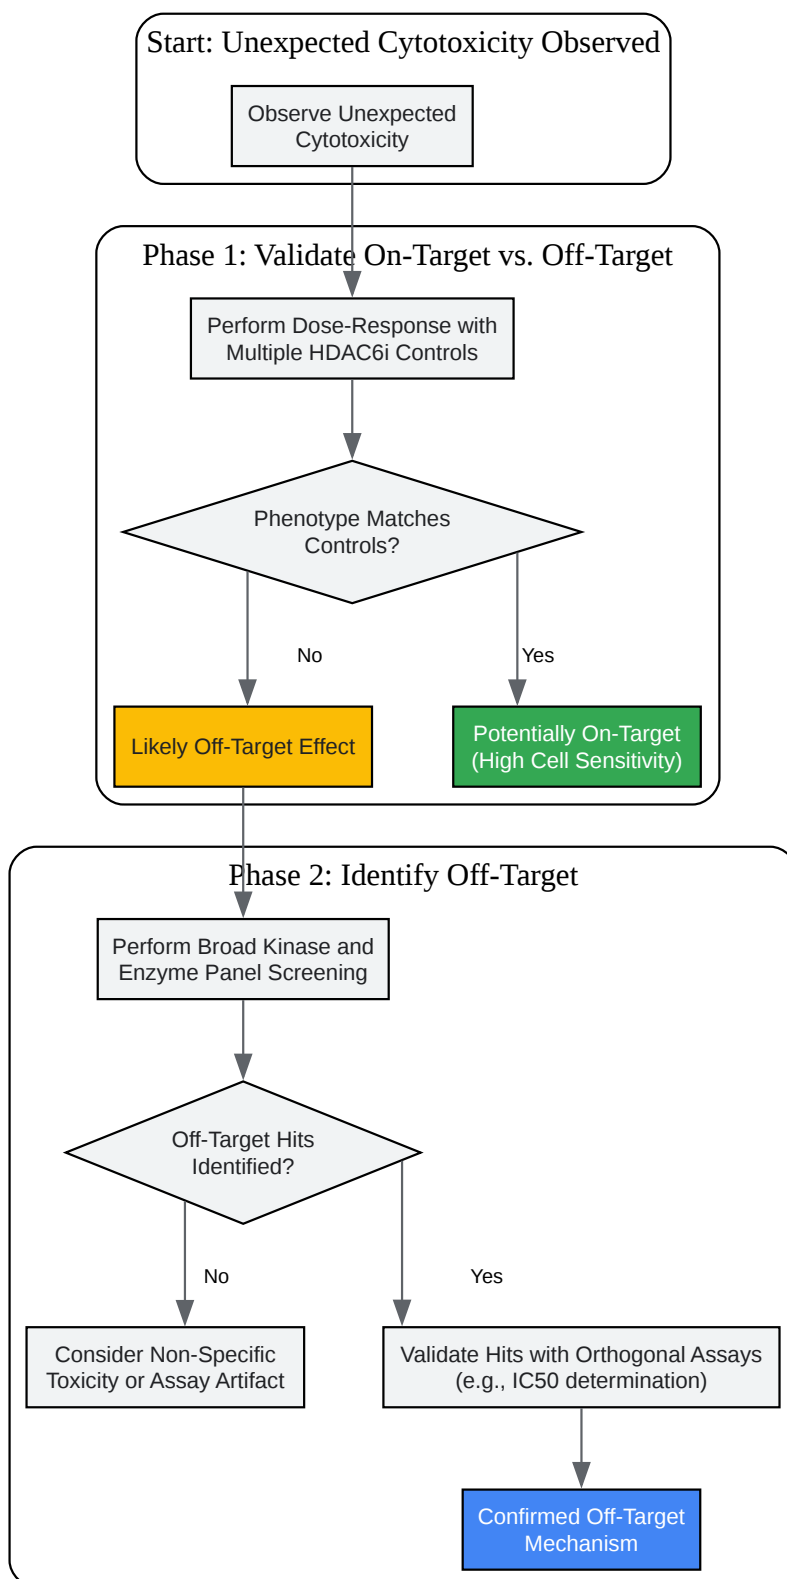 Start: Unexpected Cytotoxicity Observed
Observe Unexpected
Cytotoxicity
Phase 1: Validate On-Target vs. Off-Target
Perform Dose-Response with
Multiple HDAC6i Controls
Phenotype Matches
Controls?
No
Yes
Likely Off-Target Effect
Potentially On-Target
(High Cell Sensitivity)
Phase 2: Identify Off-Target
Perform Broad Kinase and
Enzyme Panel Screening
Off-Target Hits
Identified?
No
Yes
Consider Non-Specific
Toxicity or Assay Artifact
Validate Hits with Orthogonal Assays
(e.g., IC50 determination)
Confirmed Off-Target
Mechanism